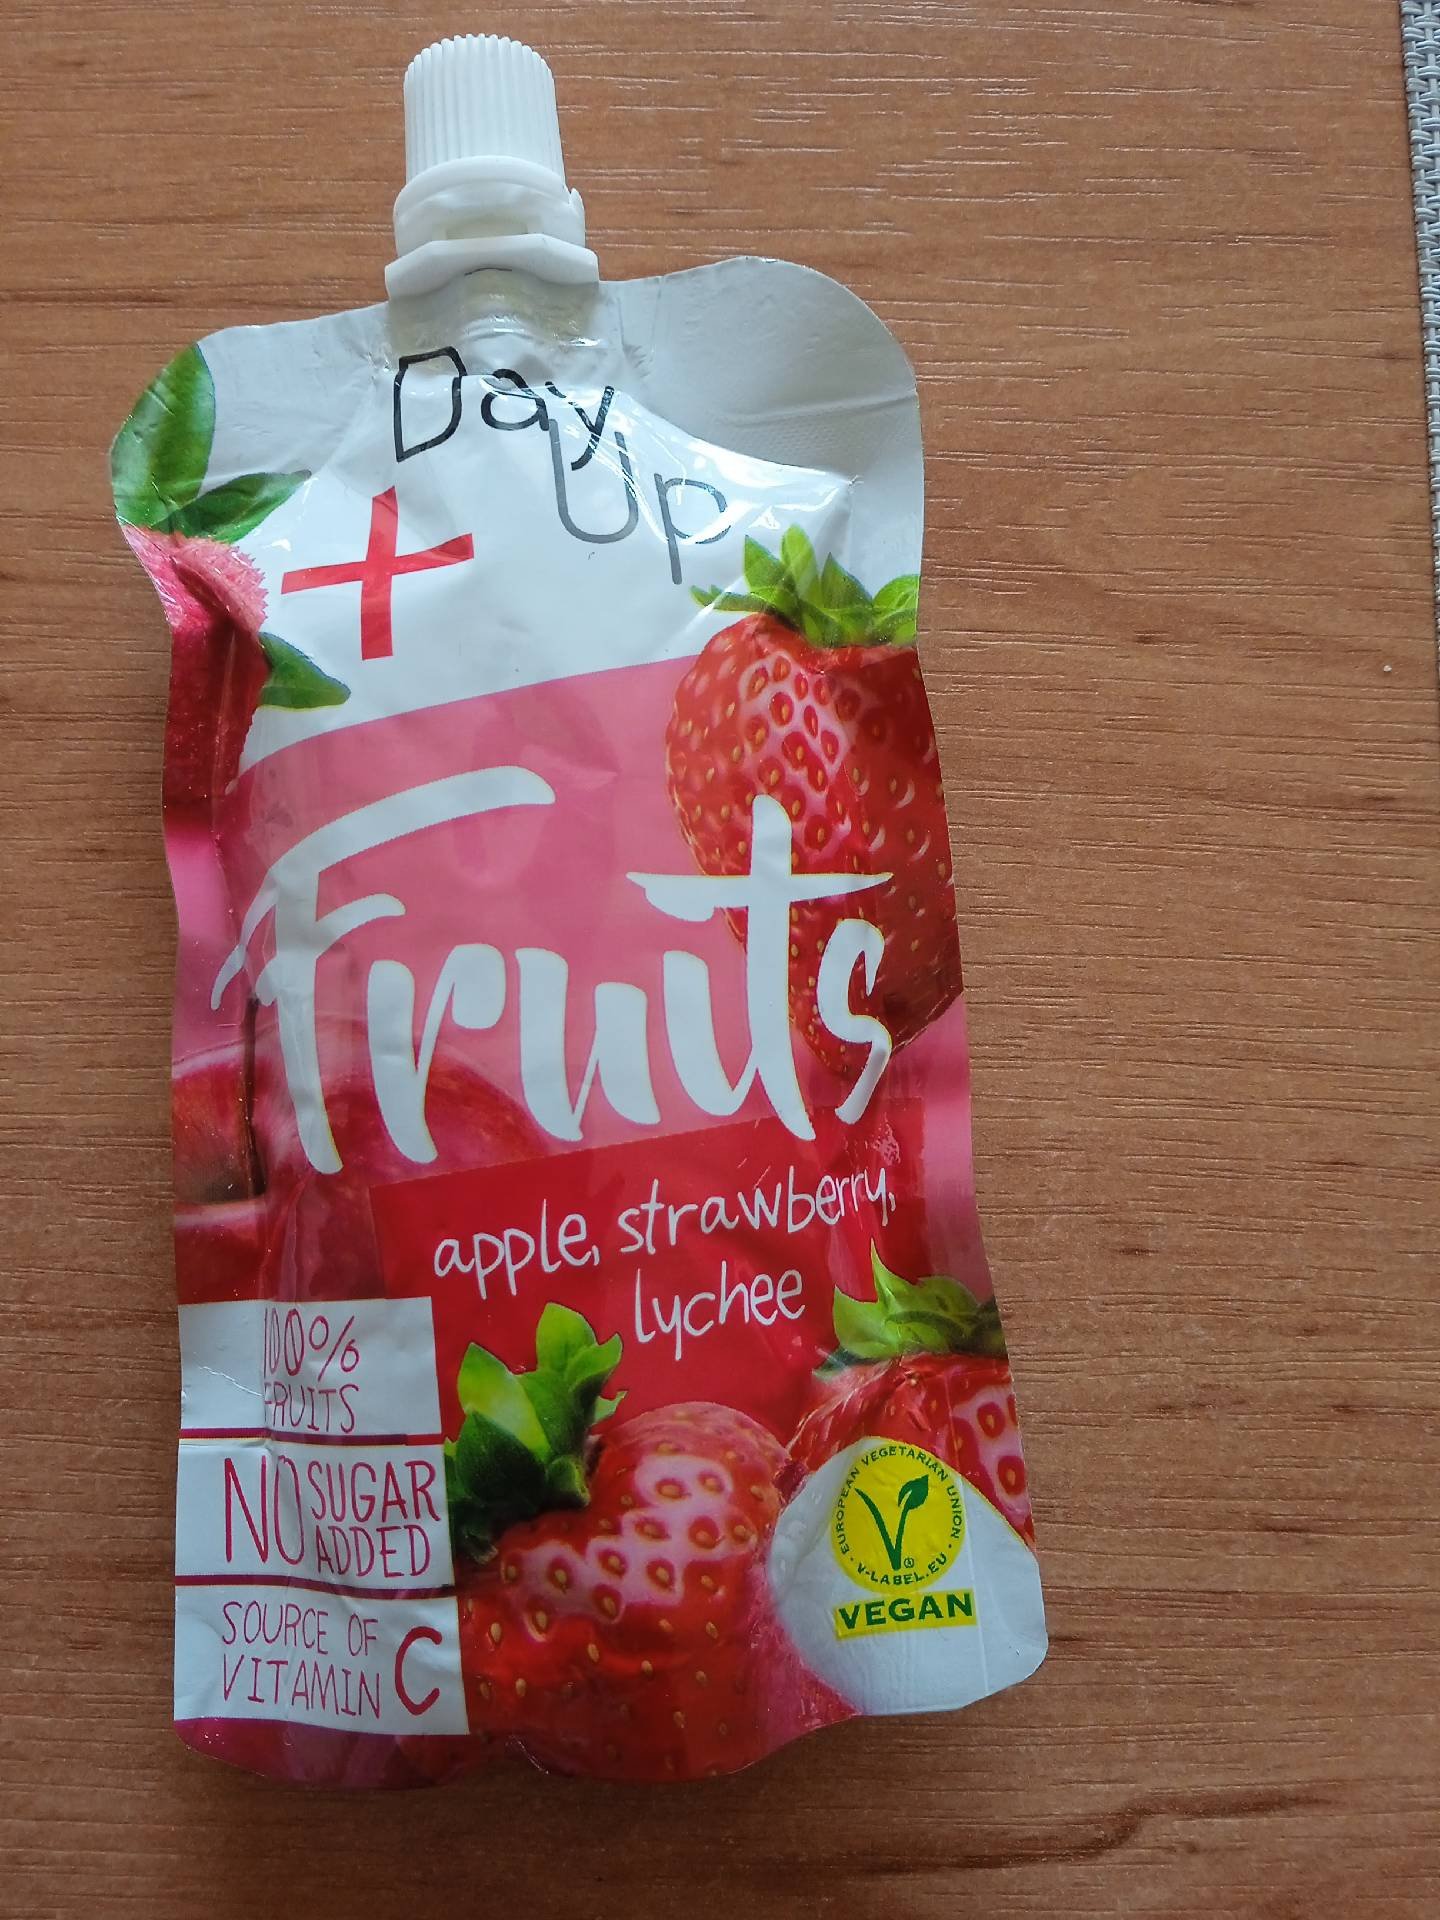 Day
Up
+
Fruits
apple, strawberry,
lychee
100%
FRUITS
NO SUGAR
ADDED
SOURCE OF
VITAMIN C
· EUROPEAN VEGETARIAN UNION ·
V-LABEL.EU
®
VEGAN